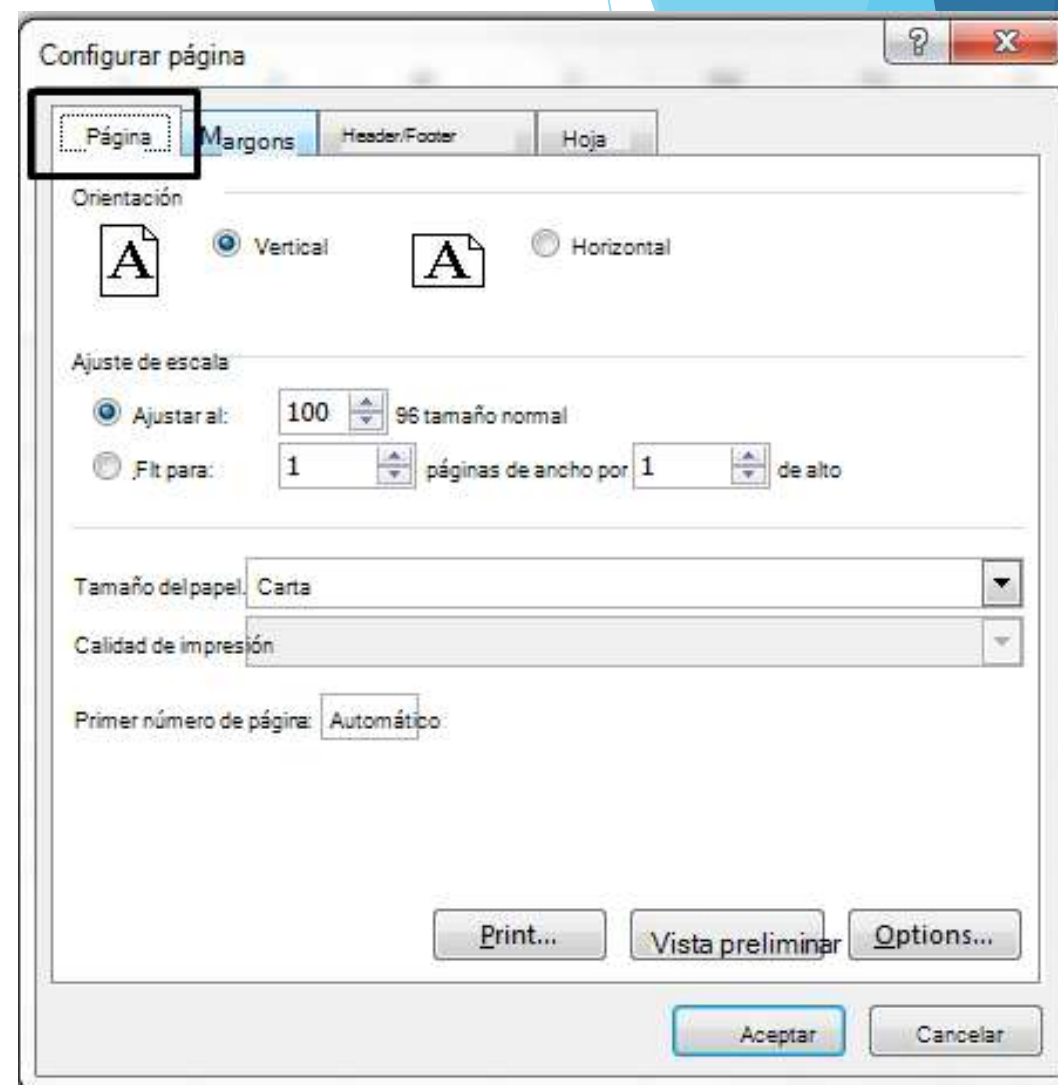 Configurar página
Página Margons Header/Footer Hoja
Orientación
A Vertical A Horizontal
Ajuste de escala
Ajustar al: 100 96 tamaño normal
Flt para: 1 páginas de ancho por 1 de alto
Tamaño del papel. Carta
Calidad de impresión
Primer número de página: Automático
Print... Vista preliminar Options...
Aceptar Cancelar